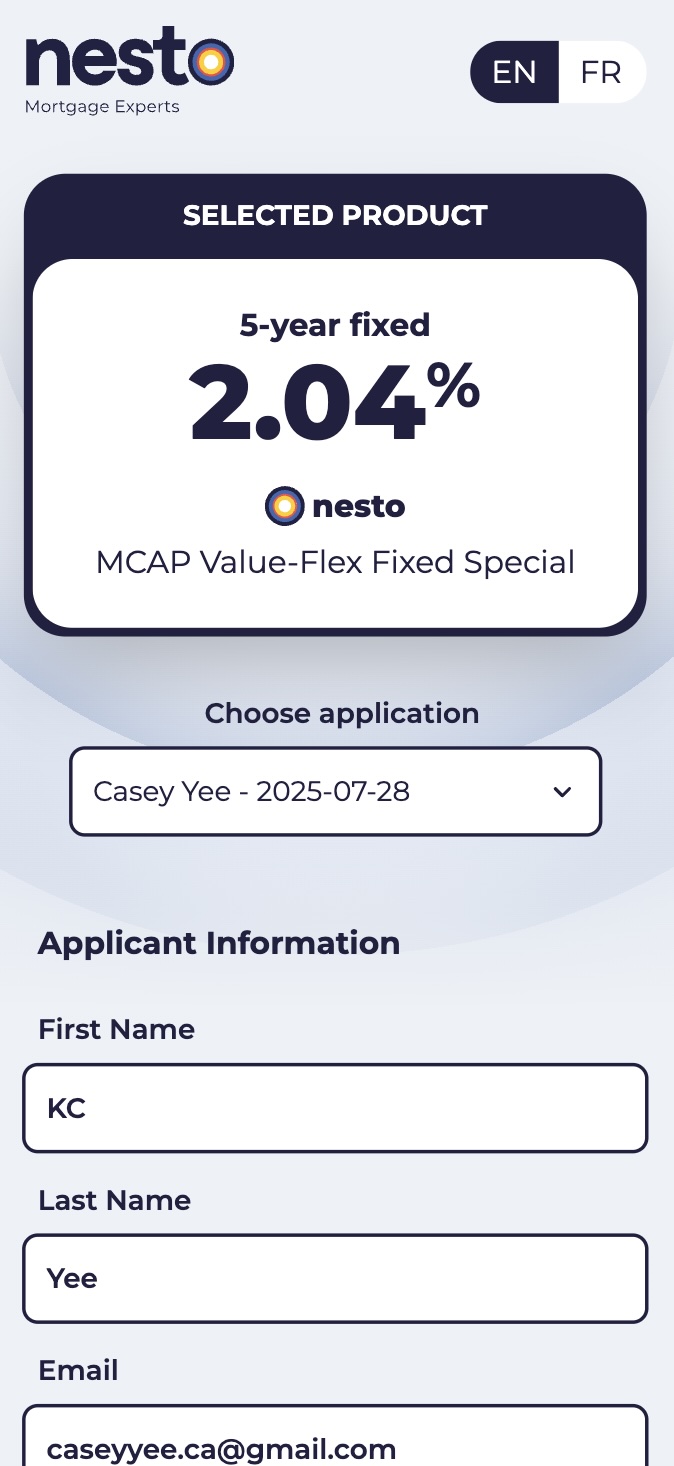 nesto
Mortgage Experts
EN FR
SELECTED PRODUCT
5-year fixed
2.04%
nesto
MCAP Value-Flex Fixed Special
Choose application
Casey Yee - 2025-07-28
Applicant Information
First Name
KC
Last Name
Yee
Email
caseyyee.ca@gmail.com